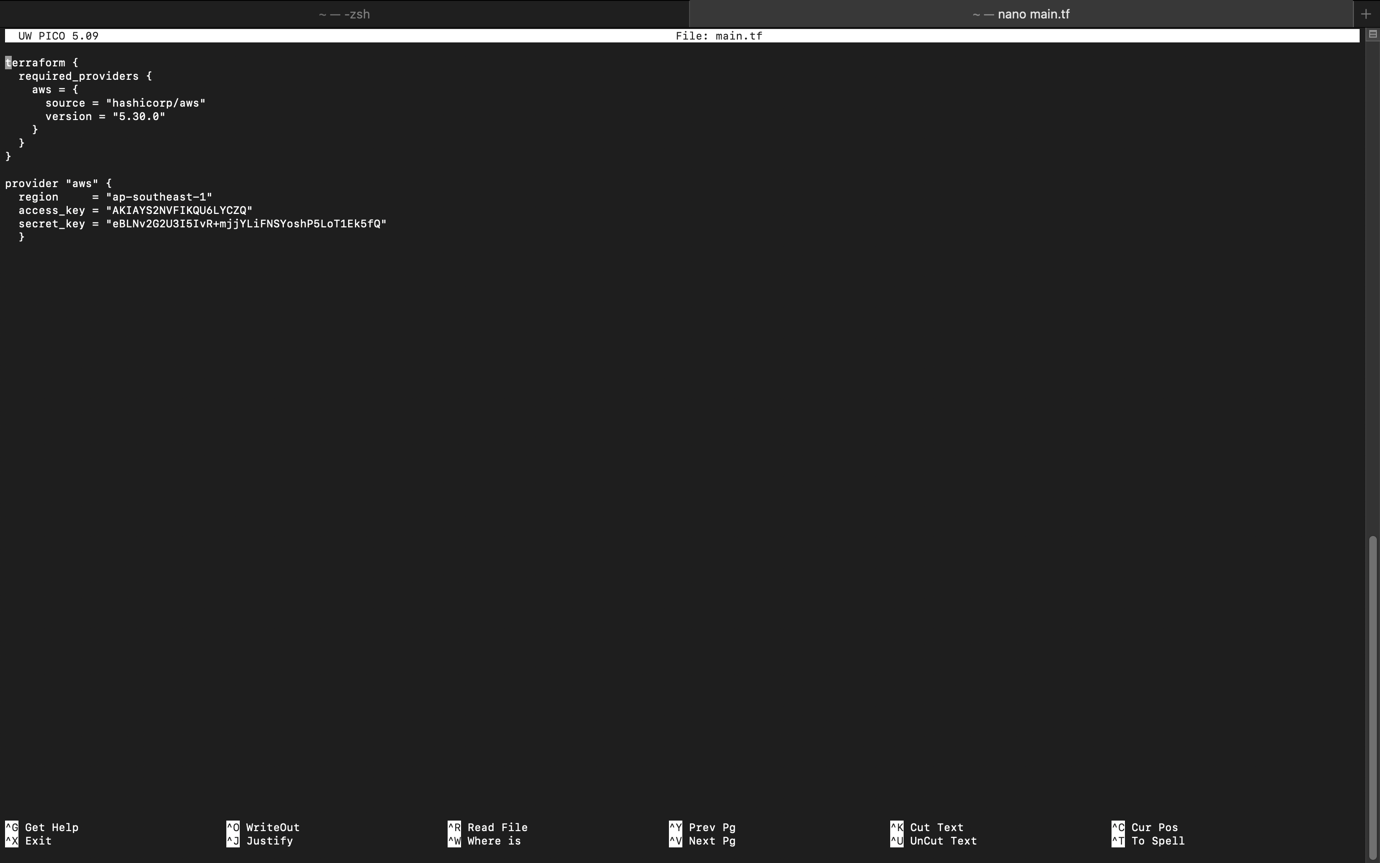 ~ — -zsh
~ — nano main.tf
UW PICO 5.09
File: main.tf
terraform {
required_providers {
aws = {
source = "hashicorp/aws"
version = "5.30.0"
}
}
}
provider "aws" {
region     = "ap-southeast-1"
access_key = "AKIAYS2NVFIKQU6LYCZQ"
secret_key = "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"
}
^G Get Help ^O WriteOut ^R Read File ^Y Prev Pg ^K Cut Text ^C Cur Pos
^X Exit ^J Justify ^W Where is ^V Next Pg ^U UnCut Text ^T To Spell